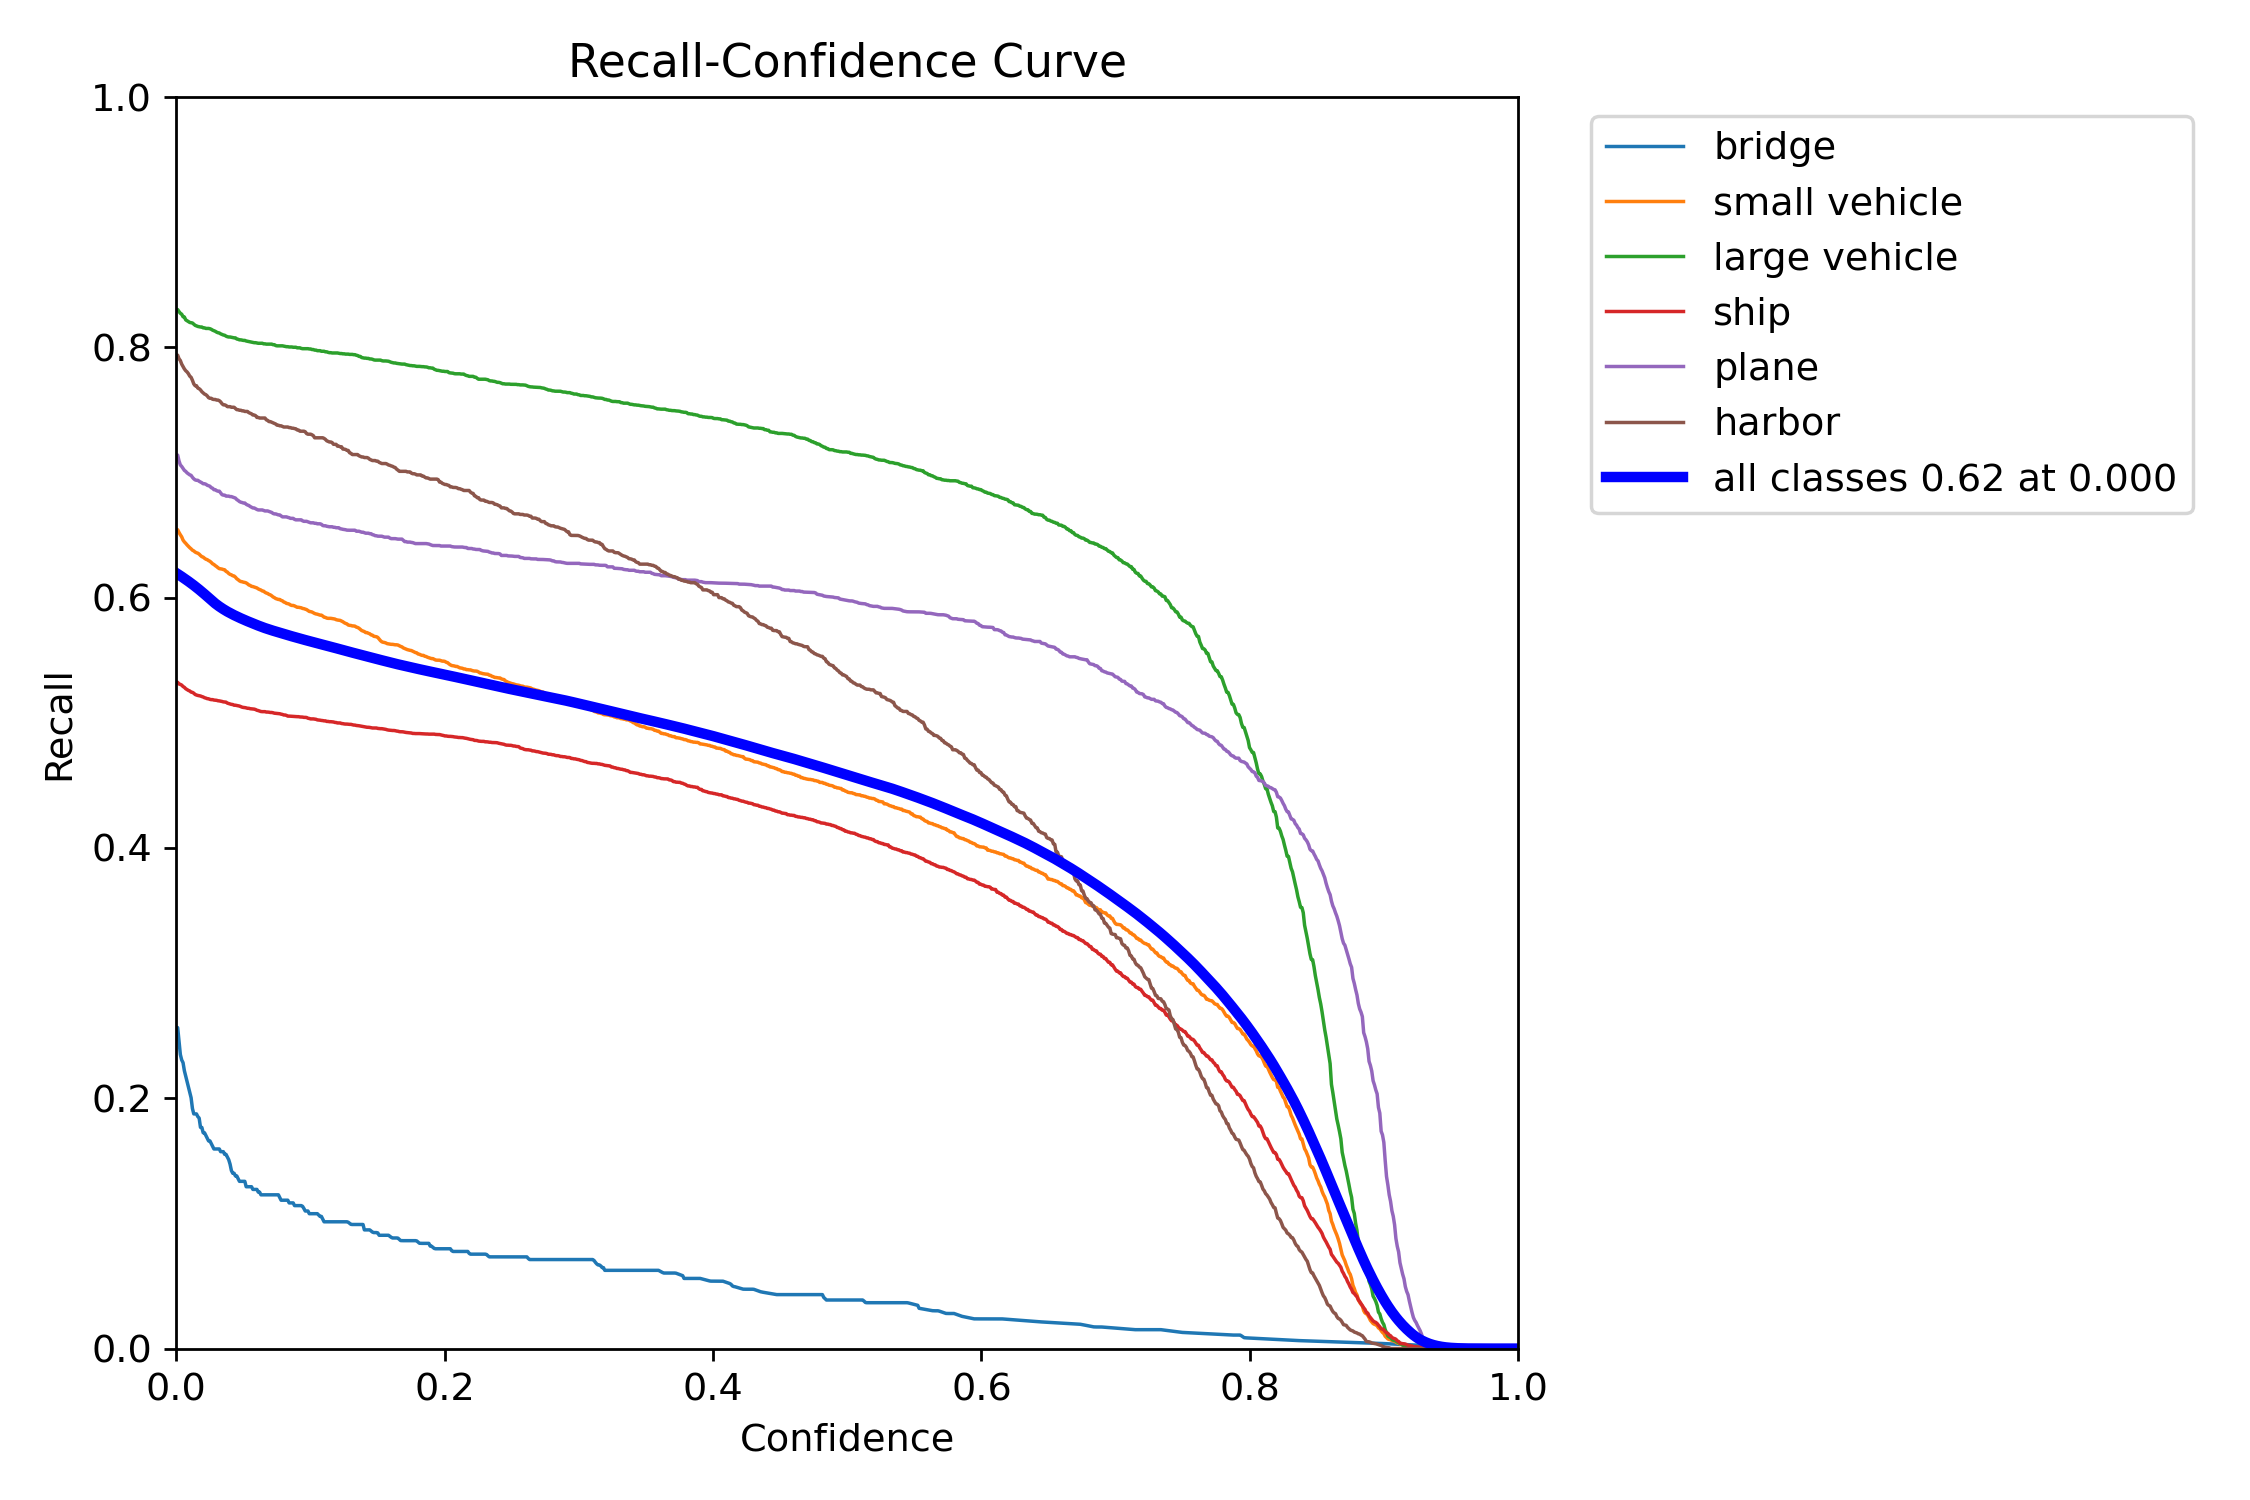 Recall-Confidence Curve
1.0
0.8
0.6
0.4
0.2
0.0
Recall
0.0 0.2 0.4 0.6 0.8 1.0
Confidence
bridge
small vehicle
large vehicle
ship
plane
harbor
all classes 0.62 at 0.000